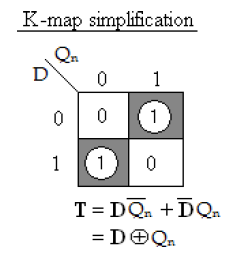 K-map simplification
Qₙ
D 0 1
0 0 1
1 1 0
T = DQ̅ₙ + D̅Qₙ
= D⊕Qₙ